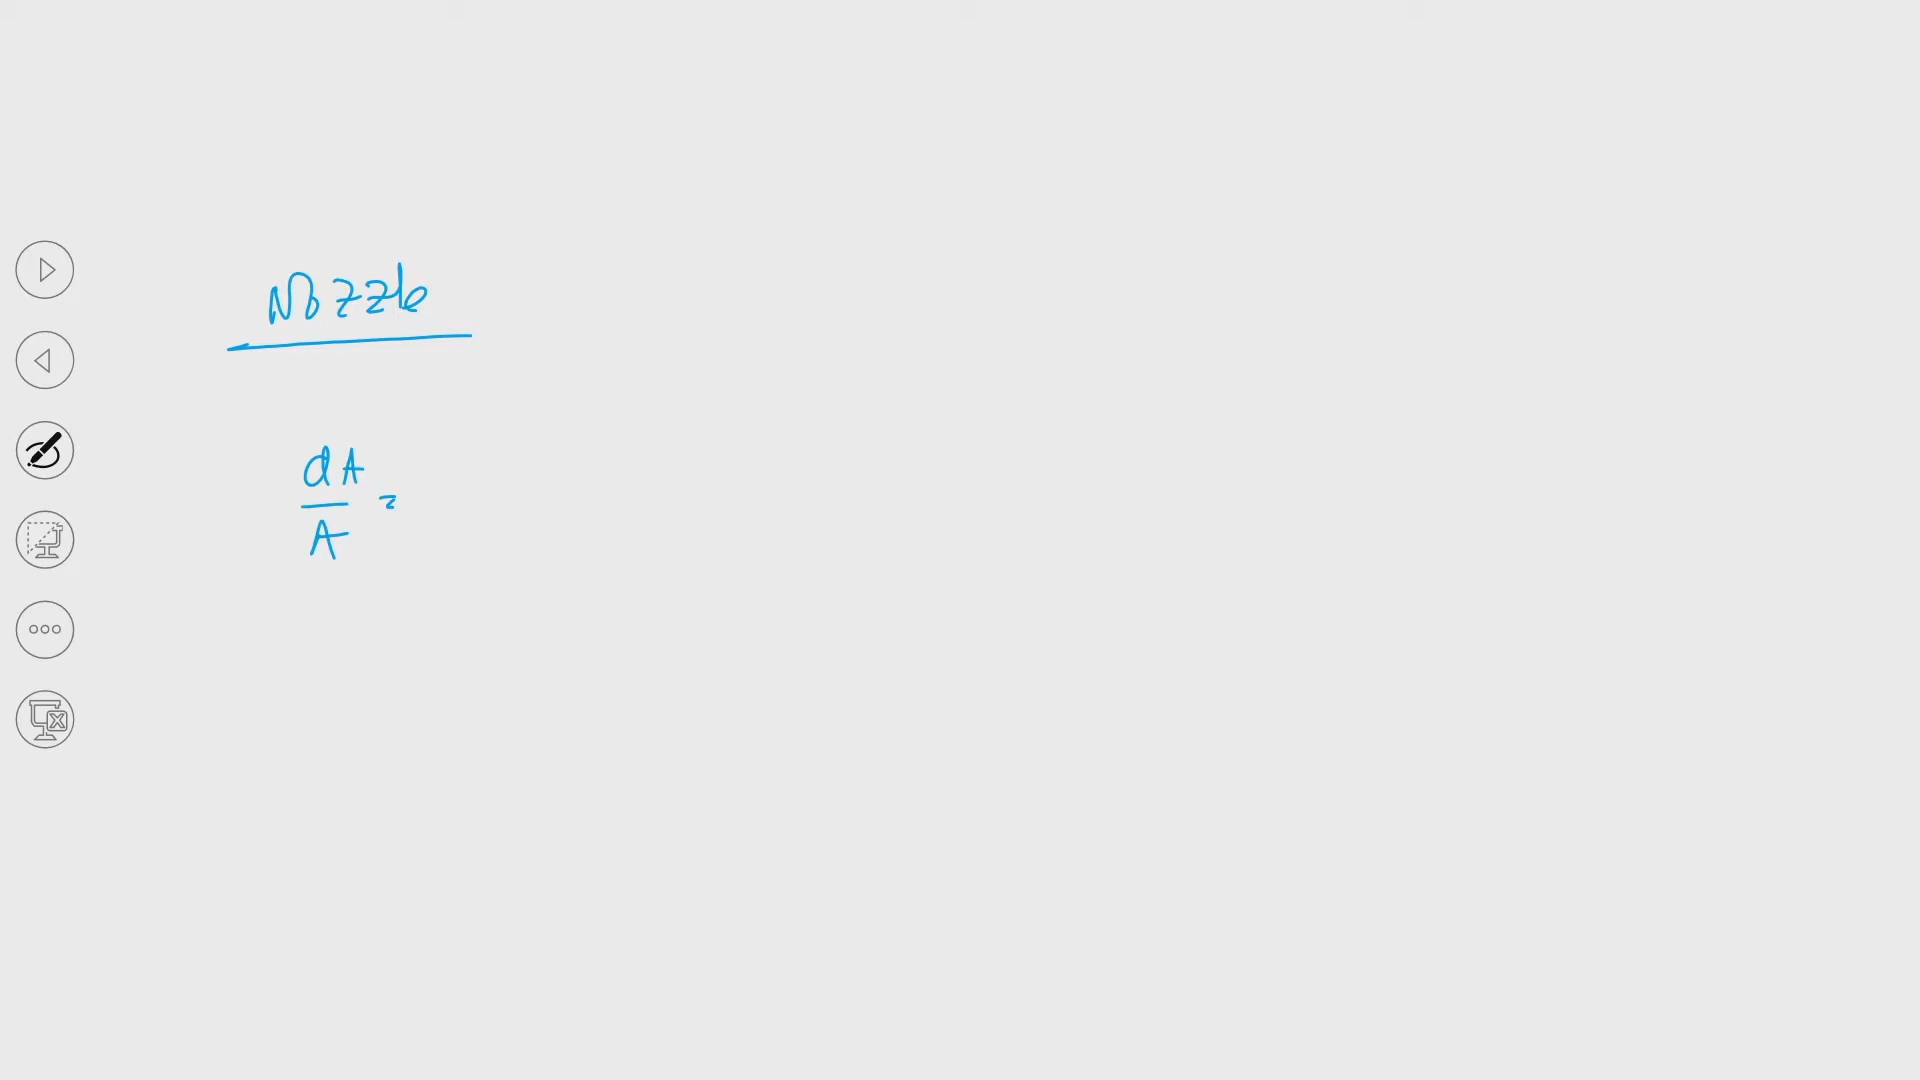 Nozzle
dA
— =
A